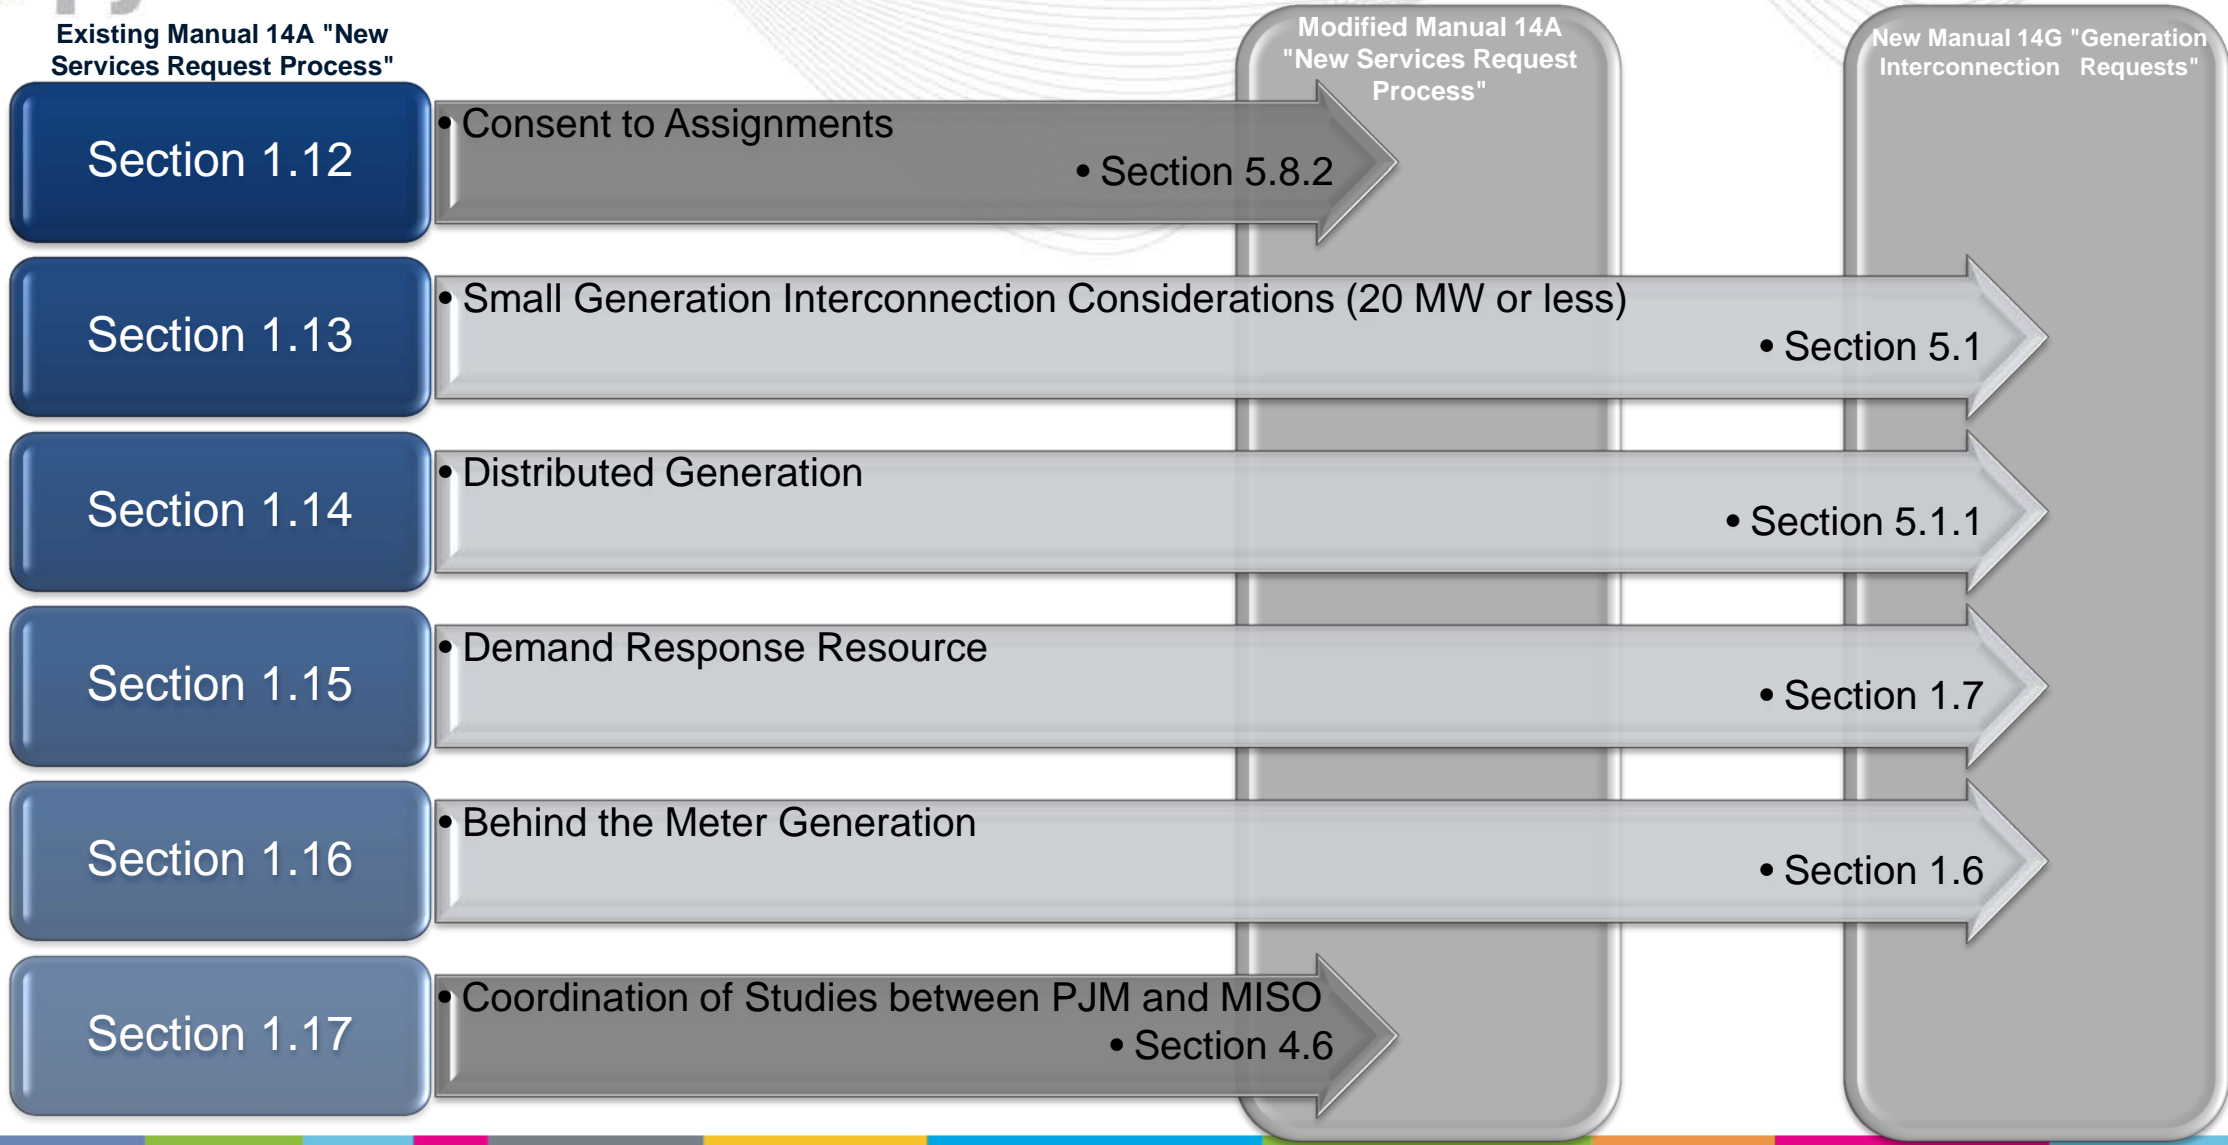 Existing Manual 14A "New
Services Request Process"
Modified Manual 14A
"New Services Request
Process"
New Manual 14G "Generation
Interconnection Requests"
Section 1.12
• Consent to Assignments
• Section 5.8.2
Section 1.13
• Small Generation Interconnection Considerations (20 MW or less)
• Section 5.1
Section 1.14
• Distributed Generation
• Section 5.1.1
Section 1.15
• Demand Response Resource
• Section 1.7
Section 1.16
• Behind the Meter Generation
• Section 1.6
Section 1.17
• Coordination of Studies between PJM and MISO
• Section 4.6